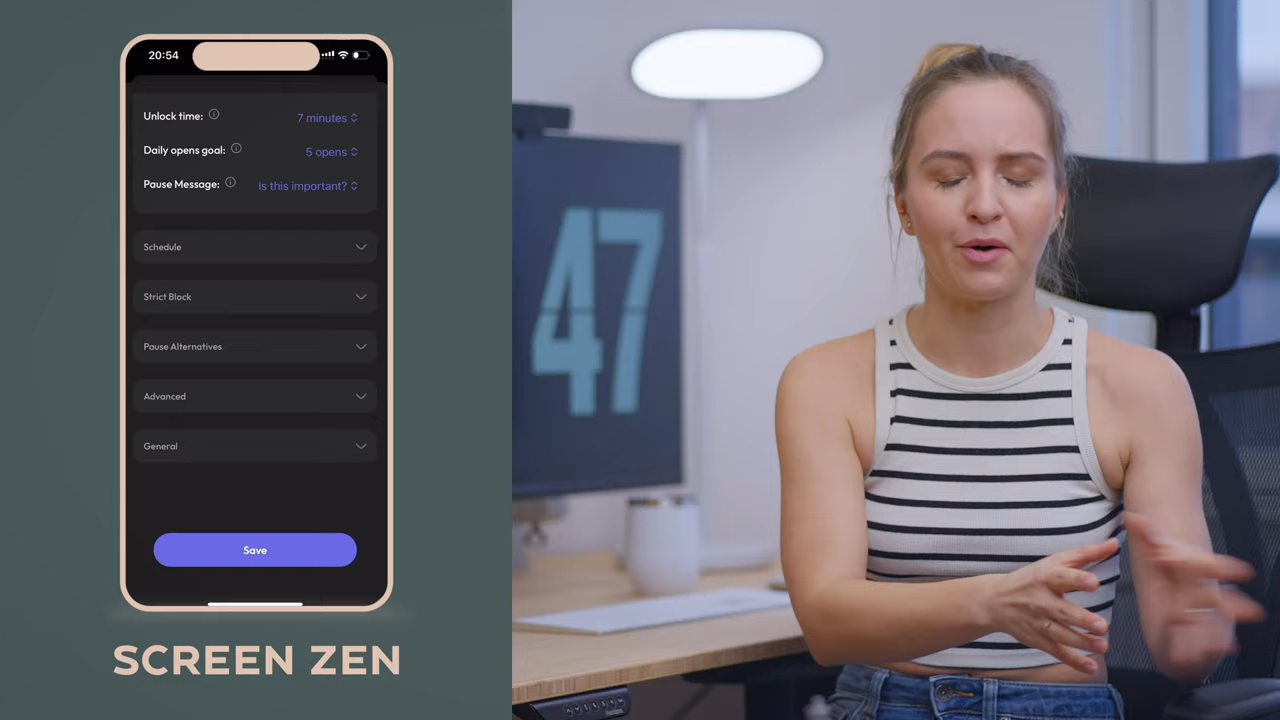 20:54
Unlock time: 7 minutes
Daily opens goal: 5 opens
Pause Message: Is this important?
Schedule
Strict Block
Pause Alternatives
Advanced
General
Save
SCREEN ZEN
47